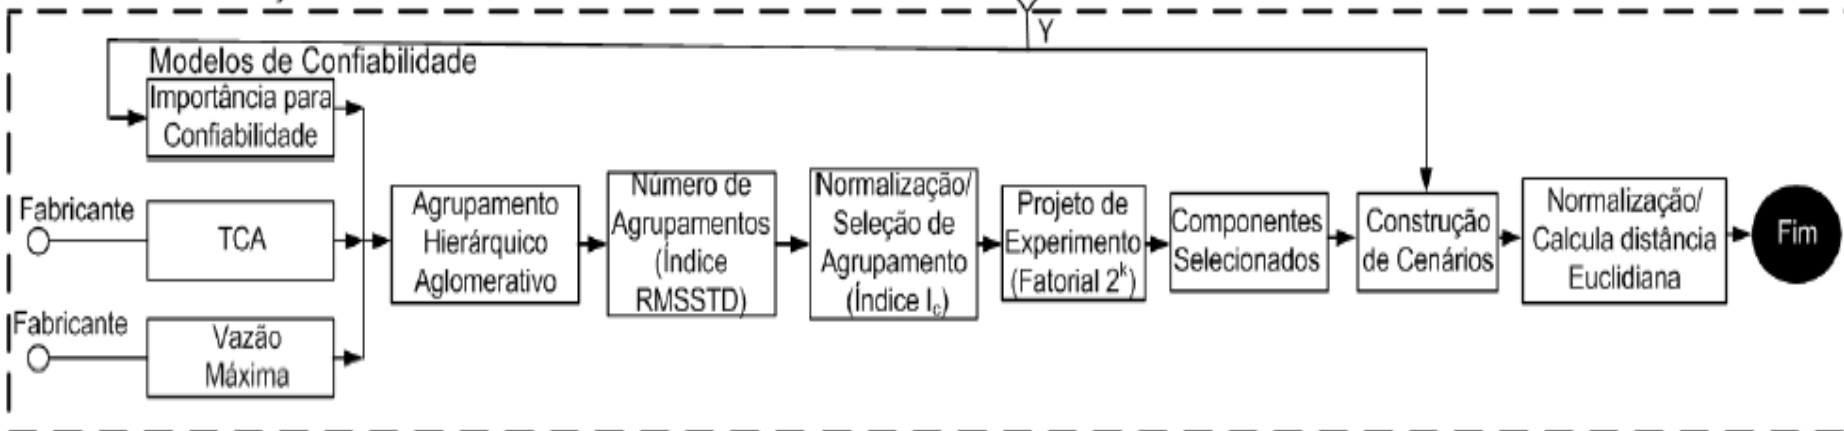 Y
Modelos de Confiabilidade
Importância para
Confiabilidade
Fabricante
TCA
Fabricante
Vazão
Máxima
Agrupamento
Hierárquico
Aglomerativo
Número de
Agrupamentos
(Índice
RMSSTD)
Normalização/
Seleção de
Agrupamento
(Índice Ic)
Projeto de
Experimento
(Fatorial 2^k)
Componentes
Selecionados
Construção
de Cenários
Normalização/
Calcula distância
Euclidiana
Fim